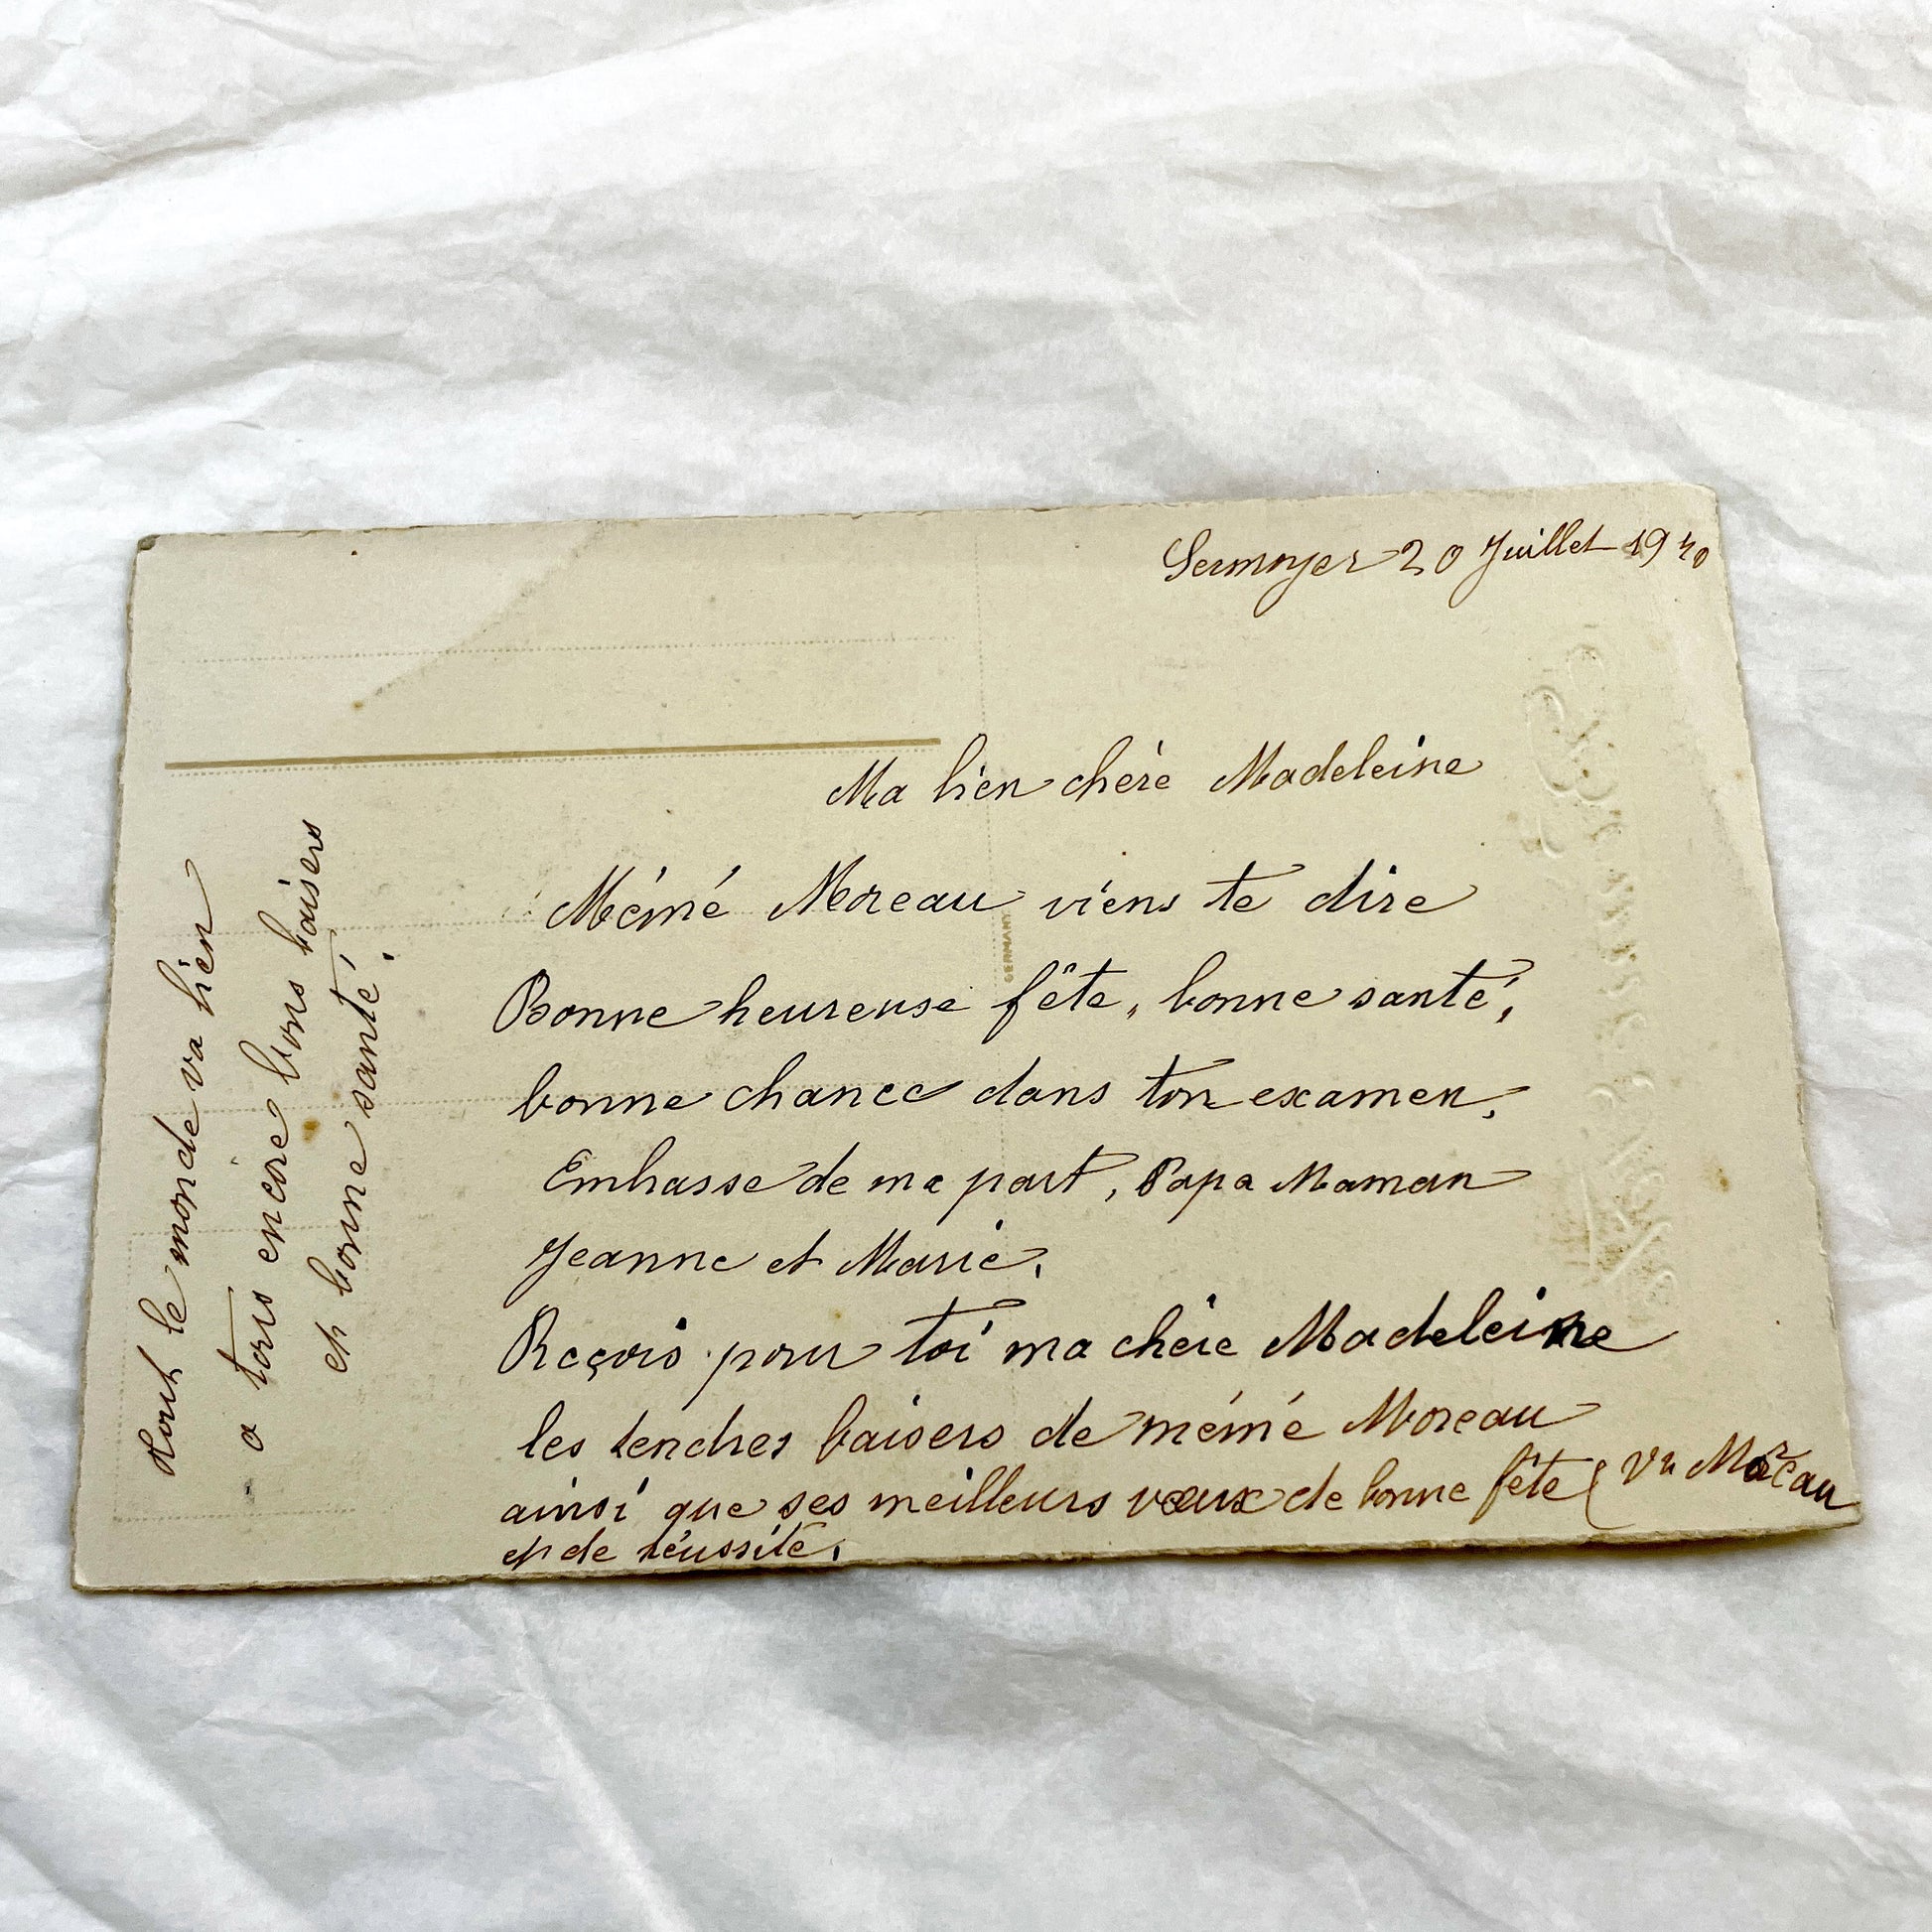 Sermoyer 20 Juillet 1940
Ma bien chère Madeleine
Mémé Moreau viens te dire
Bonne heureuse fête, bonne santé,
bonne chance dans ton examen.
Embrasse de ma part, Papa Maman
Jeanne et Marie.
Reçois pour toi ma chère Madeleine
les tendres baisers de mémé Moreau
ainsi que ses meilleurs vœux de bonne fête (Vve Moreau
et de réussite.
Tout le monde va bien
a tous encore bons baisers
et bonne santé.
GERMANY